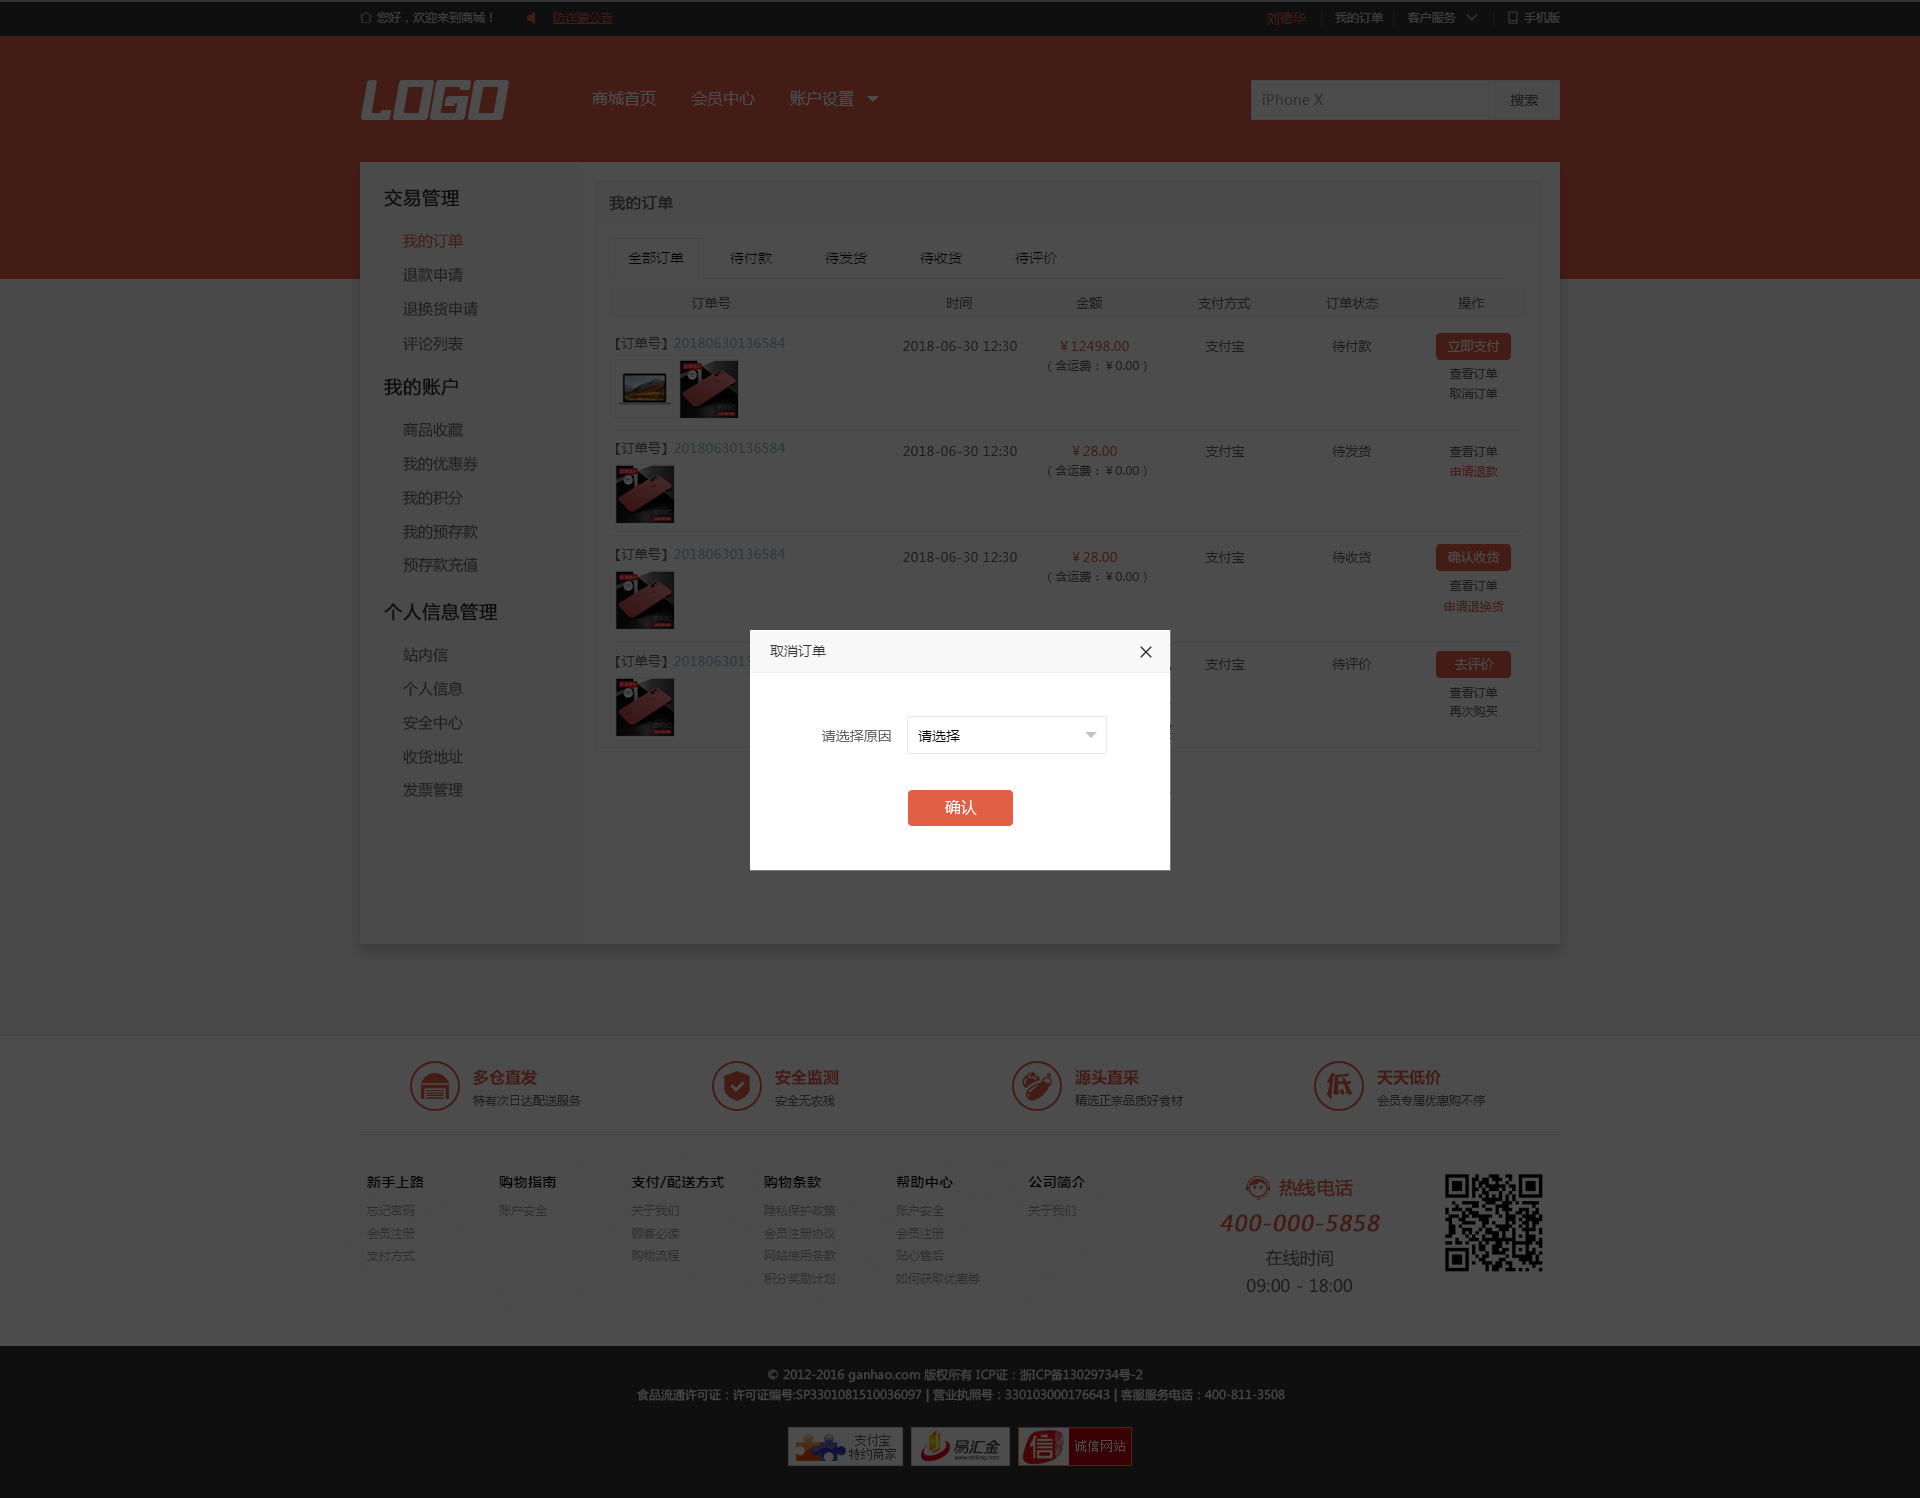 您好，欢迎来到商城！ 防诈骗公告 刘德华 我的订单 客户服务 手机版
LOGO 商城首页 会员中心 账户设置 iPhone X 搜索
交易管理
我的订单
退款申请
退换货申请
评论列表
我的账户
商品收藏
我的优惠券
我的积分
我的预存款
预存款充值
个人信息管理
站内信
个人信息
安全中心
收货地址
发票管理
我的订单
全部订单 待付款 待发货 待收货 待评价
订单号 时间 金额 支付方式 订单状态 操作
【订单号】20180630136584 2018-06-30 12:30 ￥12498.00 支付宝 待付款 立即支付
（含运费：￥0.00）
查看订单
取消订单
【订单号】20180630136584 2018-06-30 12:30 ￥28.00 支付宝 待发货 查看订单
（含运费：￥0.00） 申请退款
【订单号】20180630136584 2018-06-30 12:30 ￥28.00 支付宝 待收货 确认收货
（含运费：￥0.00）
查看订单
申请退换货
【订单号】201806301 支付宝 待评价 去评价
查看订单
再次购买
取消订单
请选择原因 请选择
确认
多仓直发
特有次日达配送服务
安全监测
安全无农残
源头直采
精选正宗品质好食材
低 天天低价
会员专属优惠购不停
新手上路
忘记密码
会员注册
支付方式
购物指南
账户安全
支付/配送方式
关于我们
顾客必读
购物流程
购物条款
隐私保护政策
会员注册协议
网站使用条款
积分奖励计划
帮助中心
账户安全
会员注册
贴心售后
如何获取优惠券
公司简介
关于我们
热线电话
400-000-5858
在线时间
09:00 - 18:00
© 2012-2016 ganhao.com 版权所有 ICP证：浙ICP备13029734号-2
食品流通许可证：许可证编号:SP3301081510036097 | 营业执照号：330103000176643 | 客服服务电话：400-811-3508
支付宝
特约商家
易汇金
信 诚信网站